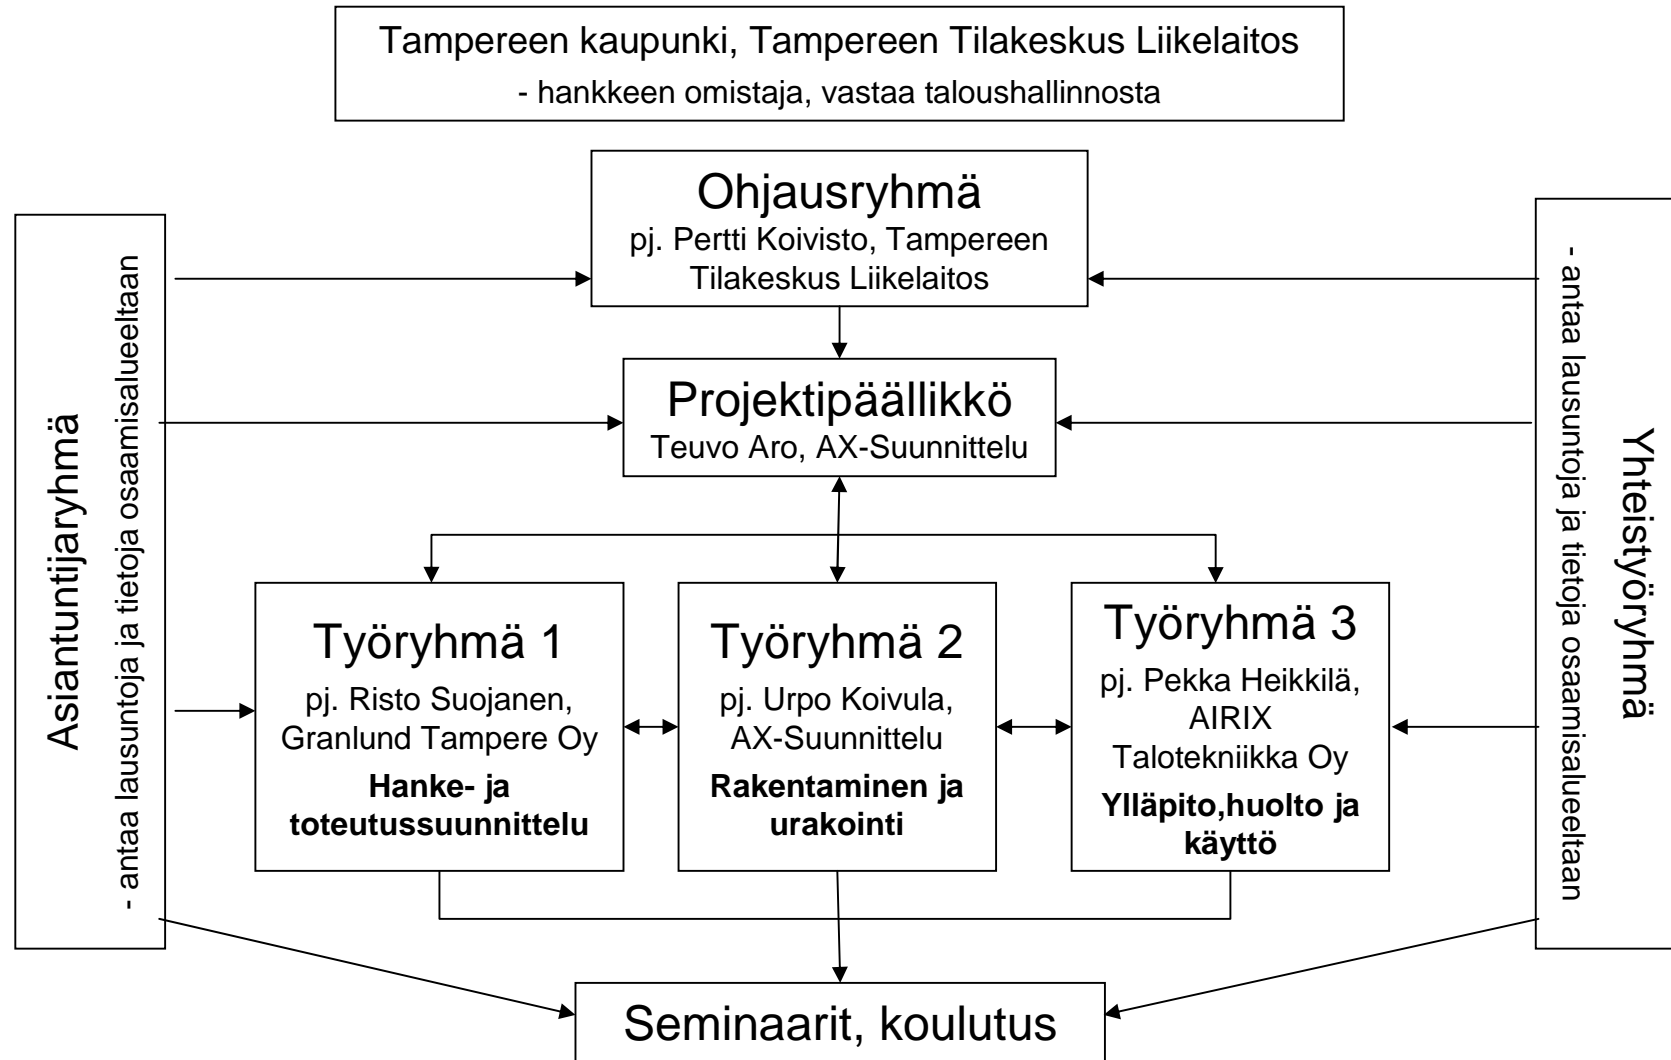 Tampereen kaupunki, Tampereen Tilakeskus Liikelaitos
- hankkeen omistaja, vastaa taloushallinnosta
Ohjausryhmä
pj. Pertti Koivisto, Tampereen
Tilakeskus Liikelaitos
Asiantuntijaryhmä
- antaa lausuntoja ja tietoja osaamisalueeltaan
Projektipäällikkö
Teuvo Aro, AX-Suunnittelu
Yhteistyöryhmä
- antaa lausuntoja ja tietoja osaamisalueeltaan
Työryhmä 1
pj. Risto Suojanen,
Granlund Tampere Oy
Hanke- ja
toteutussuunnittelu
Työryhmä 2
pj. Urpo Koivula,
AX-Suunnittelu
Rakentaminen ja
urakointi
Työryhmä 3
pj. Pekka Heikkilä,
AIRIX
Talotekniikka Oy
Ylläpito,huolto ja
käyttö
Seminaarit, koulutus